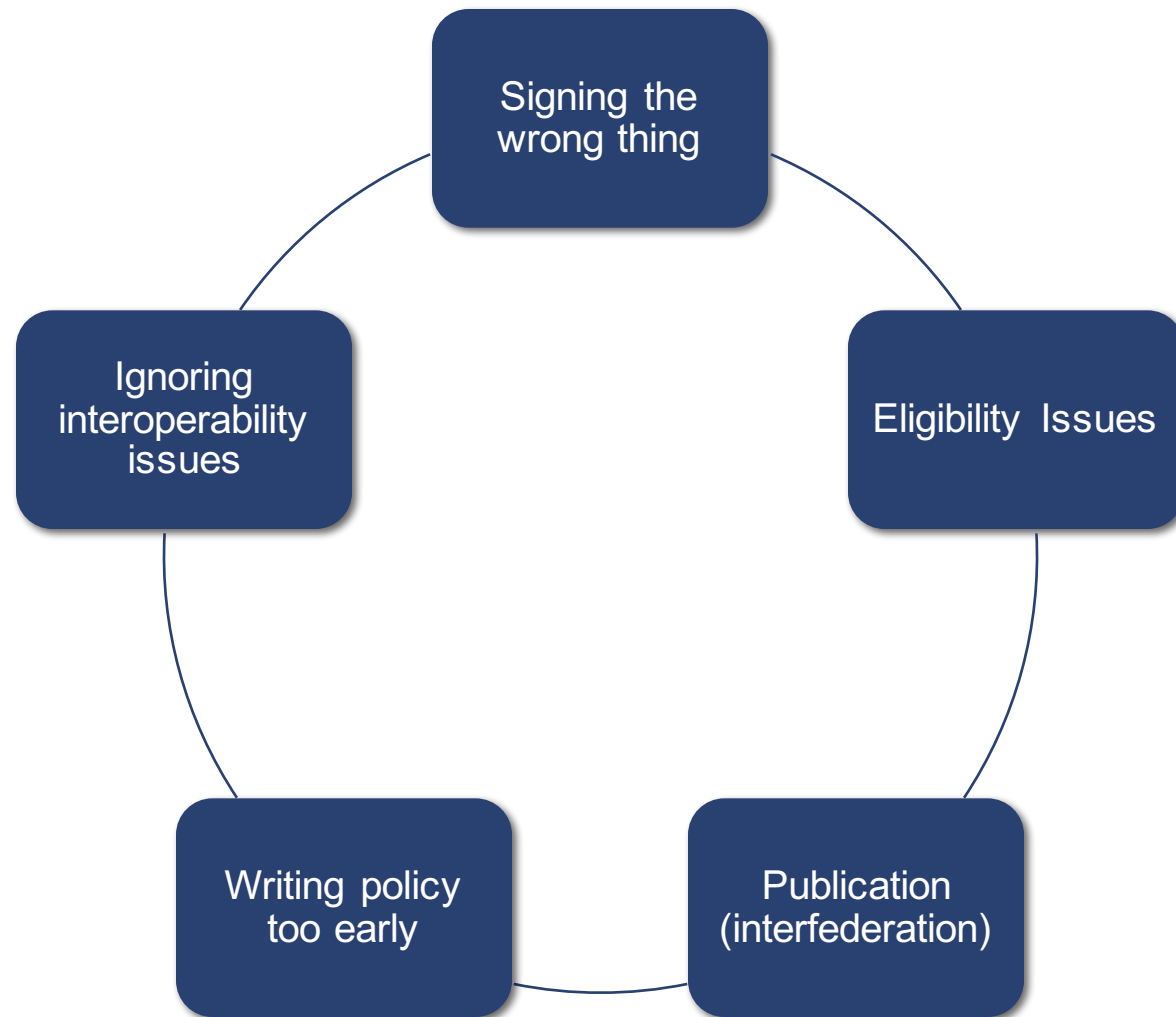 Signing the
wrong thing
Eligibility Issues
Publication
(interfederation)
Writing policy
too early
Ignoring
interoperability
issues